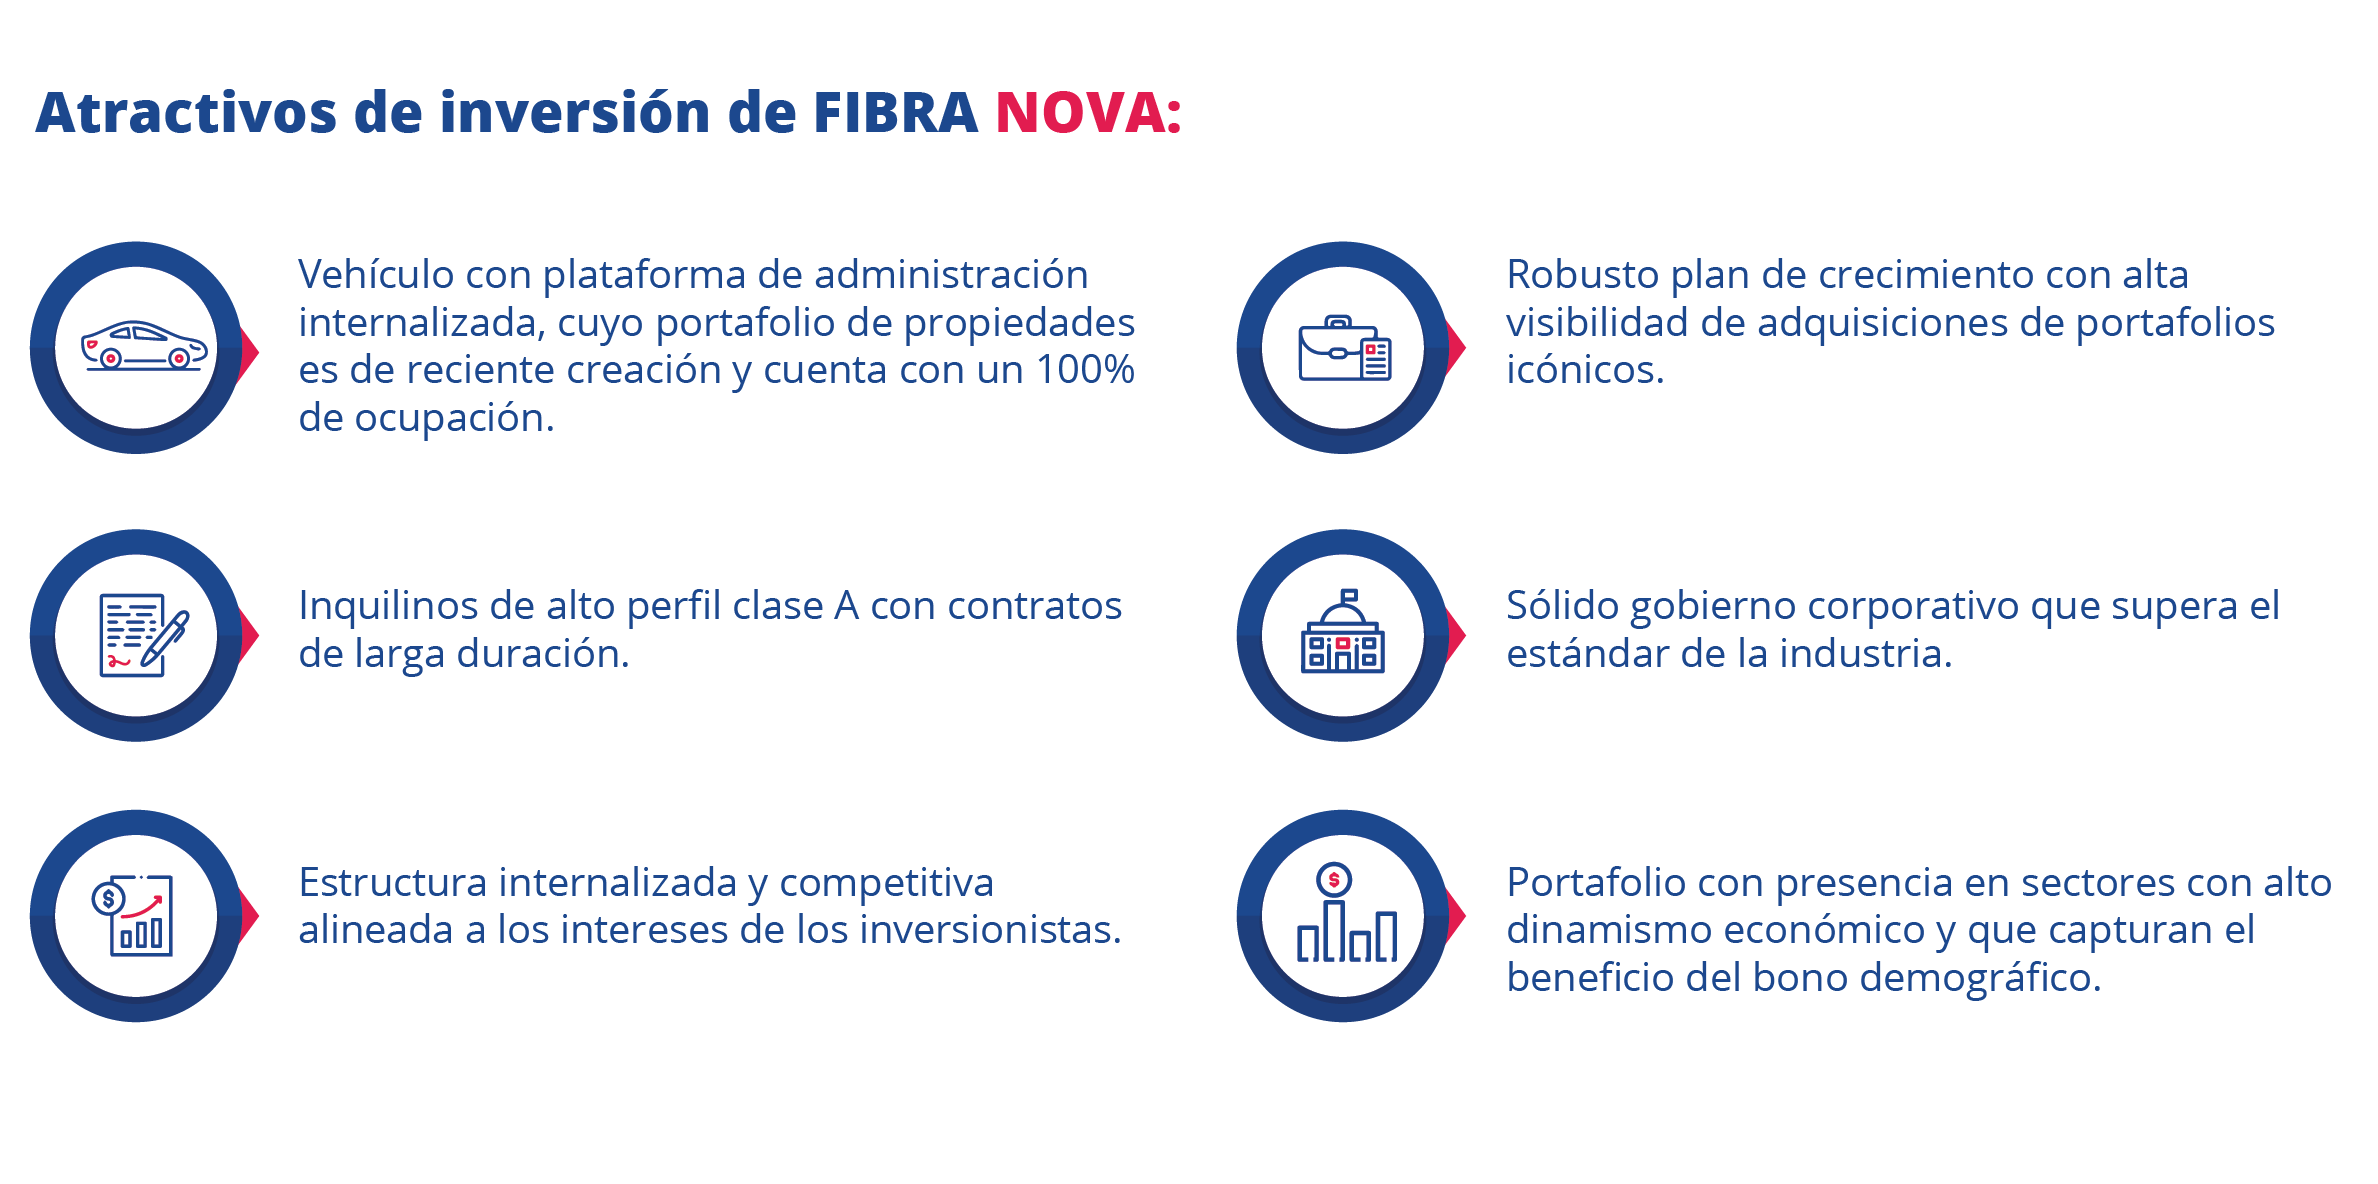 Atractivos de inversión de FIBRA NOVA:
Vehículo con plataforma de administración
internalizada, cuyo portafolio de propiedades
es de reciente creación y cuenta con un 100%
de ocupación.
Inquilinos de alto perfil clase A con contratos
de larga duración.
$
Estructura internalizada y competitiva
alineada a los intereses de los inversionistas.
Robusto plan de crecimiento con alta
visibilidad de adquisiciones de portafolios
icónicos.
Sólido gobierno corporativo que supera el
estándar de la industria.
$
Portafolio con presencia en sectores con alto
dinamismo económico y que capturan el
beneficio del bono demográfico.